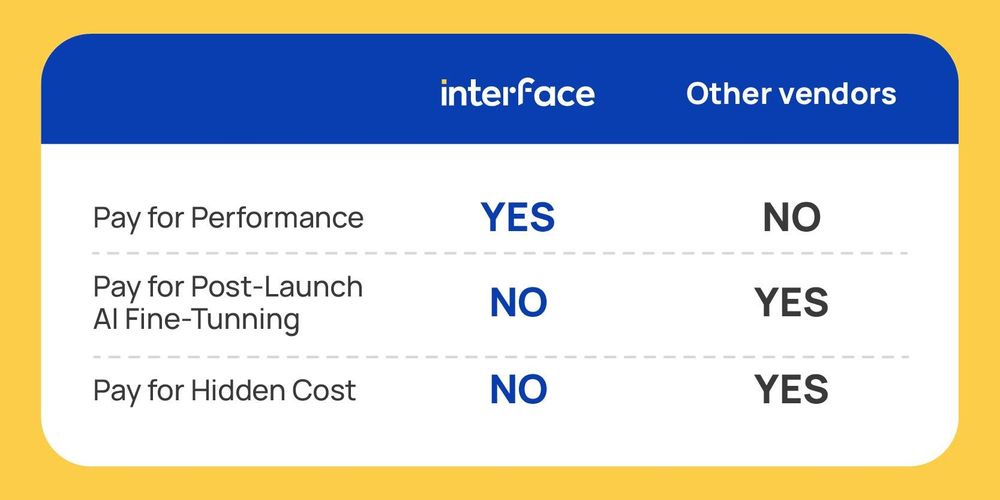 interface Other vendors
Pay for Performance YES NO
Pay for Post-Launch
AI Fine-Tunning NO YES
Pay for Hidden Cost NO YES